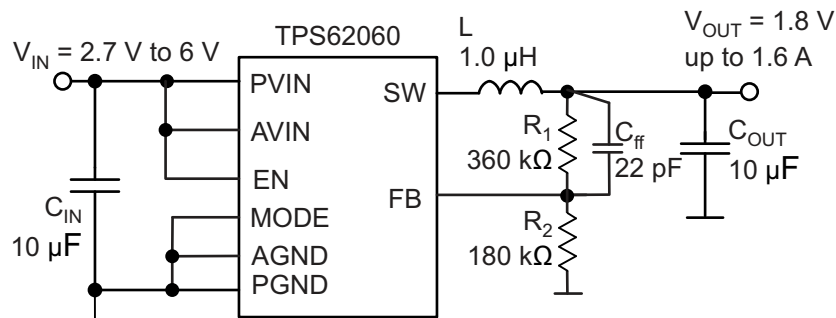 TPS62060
V_IN = 2.7 V to 6 V
L
1.0 µH
V_OUT = 1.8 V
up to 1.6 A
PVIN
SW
AVIN
EN
FB
MODE
AGND
PGND
C_IN
10 µF
R_1
360 kΩ
C_ff
22 pF
C_OUT
10 µF
R_2
180 kΩ